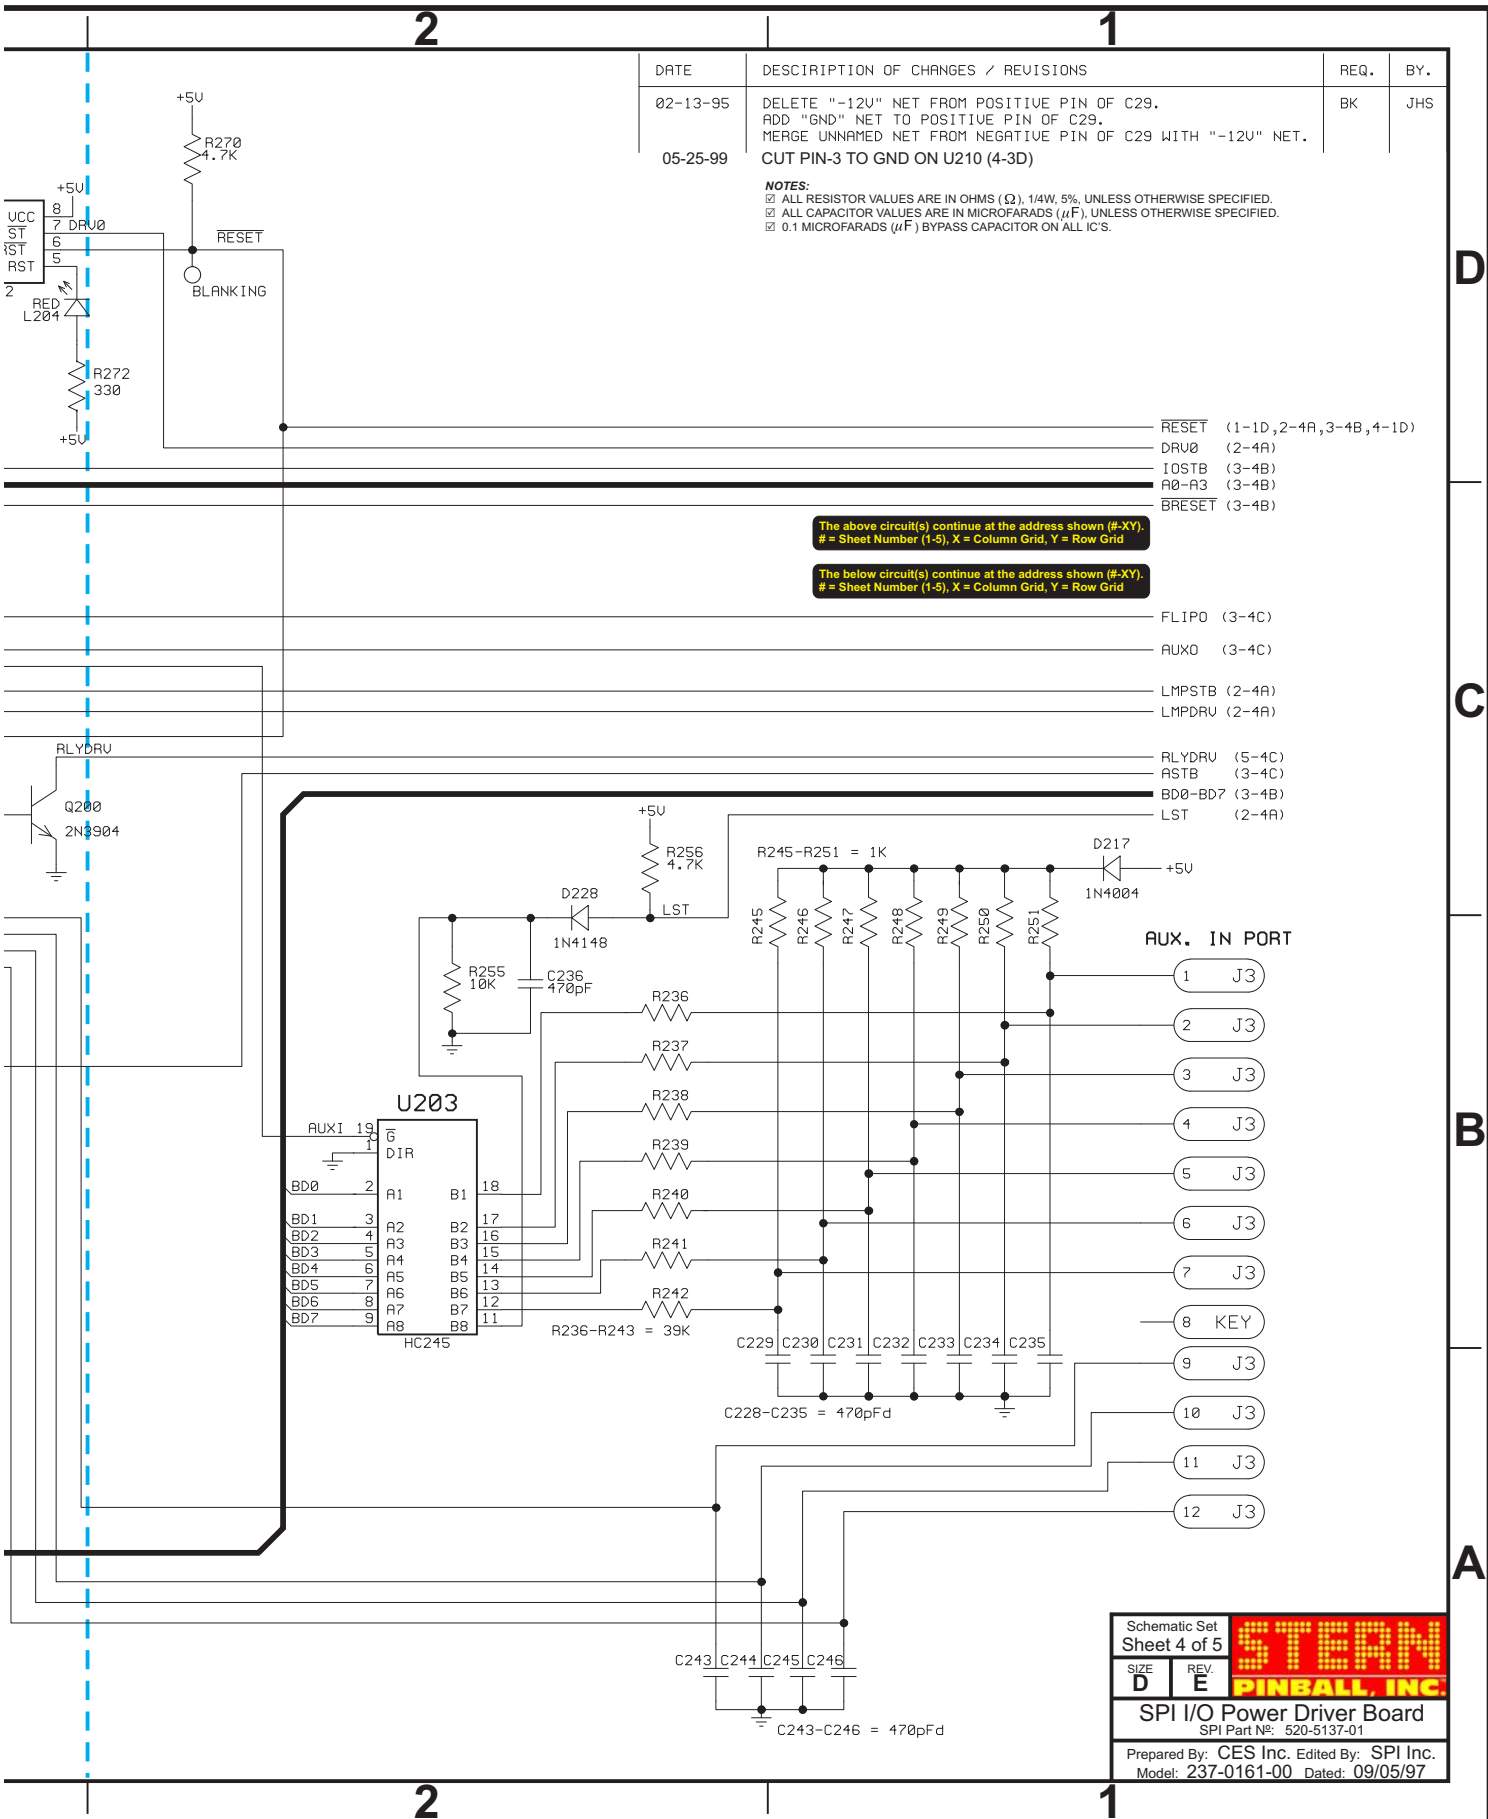 2 1
DATE DESCIRIPTION OF CHANGES / REVISIONS REQ. BY.
02-13-95 DELETE "-12V" NET FROM POSITIVE PIN OF C29. BK JHS
ADD "GND" NET TO POSITIVE PIN OF C29.
MERGE UNNAMED NET FROM NEGATIVE PIN OF C29 WITH "-12V" NET.
05-25-99 CUT PIN-3 TO GND ON U210 (4-3D)
NOTES:
☑ ALL RESISTOR VALUES ARE IN OHMS (Ω), 1/4W, 5%, UNLESS OTHERWISE SPECIFIED.
☑ ALL CAPACITOR VALUES ARE IN MICROFARADS (μF), UNLESS OTHERWISE SPECIFIED.
☑ 0.1 MICROFARADS (μF) BYPASS CAPACITOR ON ALL IC'S.
+5V
R270
4.7K
+5V
VCC 8
ST 7 DRV0
RST 6
RST 5
2
RESET
BLANKING
RED
L204
R272
330
+5V
D
RESET (1-1D,2-4A,3-4B,4-1D)
DRV0 (2-4A)
IOSTB (3-4B)
A0-A3 (3-4B)
BRESET (3-4B)
The above circuit(s) continue at the address shown (#-XY).
# = Sheet Number (1-5), X = Column Grid, Y = Row Grid
The below circuit(s) continue at the address shown (#-XY).
# = Sheet Number (1-5), X = Column Grid, Y = Row Grid
FLIPO (3-4C)
AUXO (3-4C)
LMPSTB (2-4A)
LMPDRV (2-4A)
C
RLYDRV
RLYDRV (5-4C)
ASTB (3-4C)
BD0-BD7 (3-4B)
LST (2-4A)
Q200
2N3904
+5V
R256
4.7K
R245-R251 = 1K
D217
+5V
1N4004
D228
1N4148
LST
R245 R246 R247 R248 R249 R250 R251
AUX. IN PORT
R255
10K
C236
470pF
R236
R237
R238
R239
R240
R241
R242
R236-R243 = 39K
1 J3
2 J3
3 J3
4 J3
5 J3
6 J3
7 J3
8 KEY
9 J3
10 J3
11 J3
12 J3
B
U203
AUXI 19 G
1 DIR
BD0 2 A1 B1 18
BD1 3 A2 B2 17
BD2 4 A3 B3 16
BD3 5 A4 B4 15
BD4 6 A5 B5 14
BD5 7 A6 B6 13
BD6 8 A7 B7 12
BD7 9 A8 B8 11
HC245
C229 C230 C231 C232 C233 C234 C235
C228-C235 = 470pFd
A
C243 C244 C245 C246
C243-C246 = 470pFd
Schematic Set
Sheet 4 of 5
SIZE
D
REV.
E
STERN
PINBALL, INC.
SPI I/O Power Driver Board
SPI Part Nº: 520-5137-01
Prepared By: CES Inc. Edited By: SPI Inc.
Model: 237-0161-00 Dated: 09/05/97
2 1